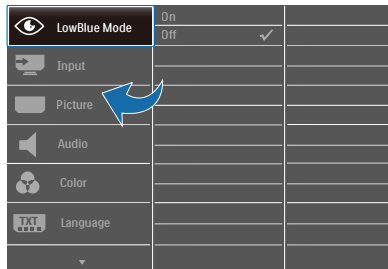 LowBlue Mode
On
Off
Input
Picture
Audio
Color
TXT
Language